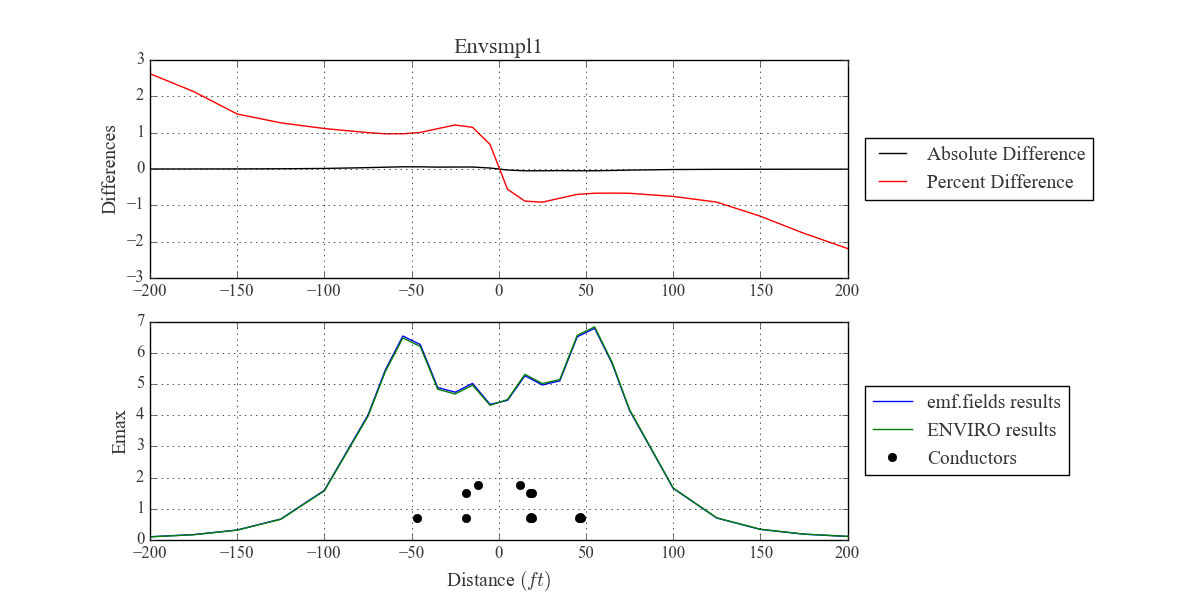 Envsmpl1
3
2
1
0
−1
−2
−3
Differences
−200 −150 −100 −50 0 50 100 150 200
Absolute Difference
Percent Difference
7
6
5
4
3
2
1
0
Emax
−200 −150 −100 −50 0 50 100 150 200
Distance (ft)
emf.fields results
ENVIRO results
Conductors